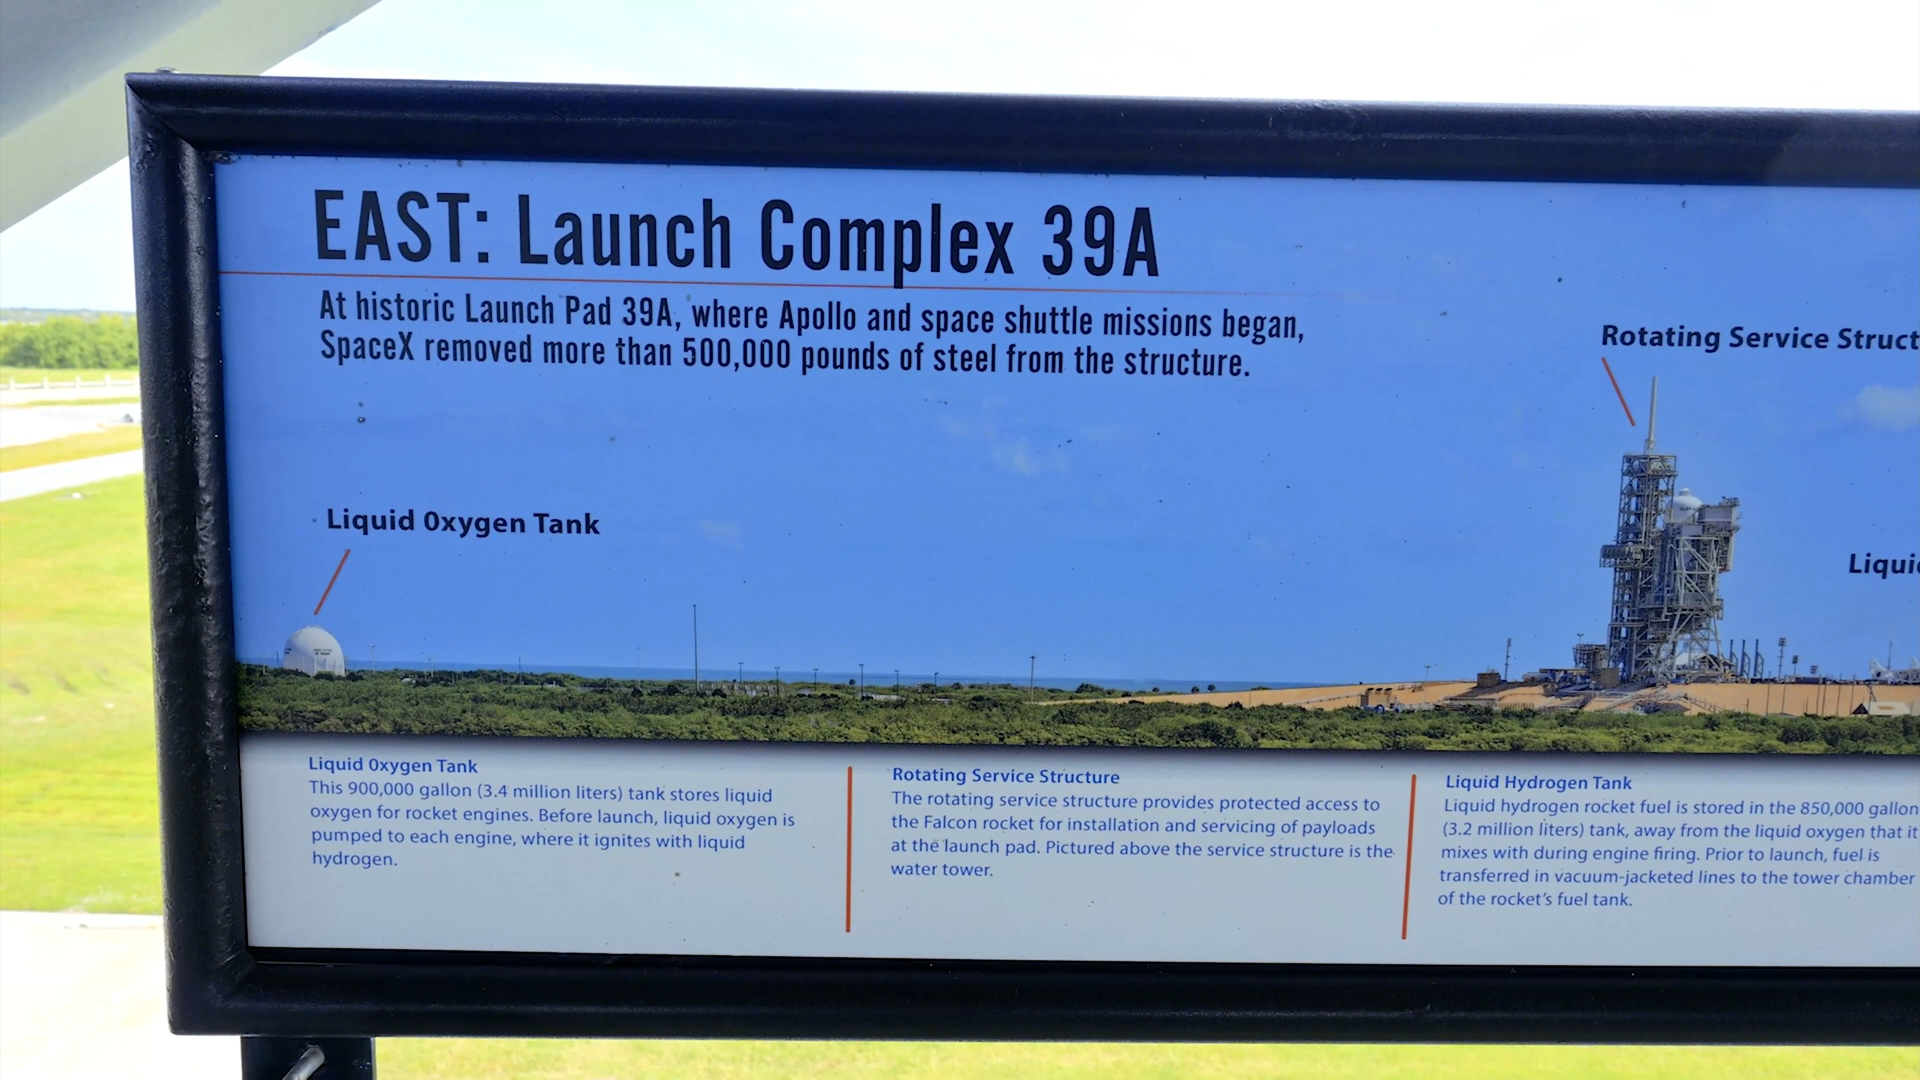 EAST: Launch Complex 39A
At historic Launch Pad 39A, where Apollo and space shuttle missions began,
SpaceX removed more than 500,000 pounds of steel from the structure.
Rotating Service Struct
Liquid Oxygen Tank
Liqui
Liquid Oxygen Tank
This 900,000 gallon (3.4 million liters) tank stores liquid
oxygen for rocket engines. Before launch, liquid oxygen is
pumped to each engine, where it ignites with liquid
hydrogen.
Rotating Service Structure
The rotating service structure provides protected access to
the Falcon rocket for installation and servicing of payloads
at the launch pad. Pictured above the service structure is the
water tower.
Liquid Hydrogen Tank
Liquid hydrogen rocket fuel is stored in the 850,000 gallon
(3.2 million liters) tank, away from the liquid oxygen that it
mixes with during engine firing. Prior to launch, fuel is
transferred in vacuum-jacketed lines to the tower chamber
of the rocket's fuel tank.